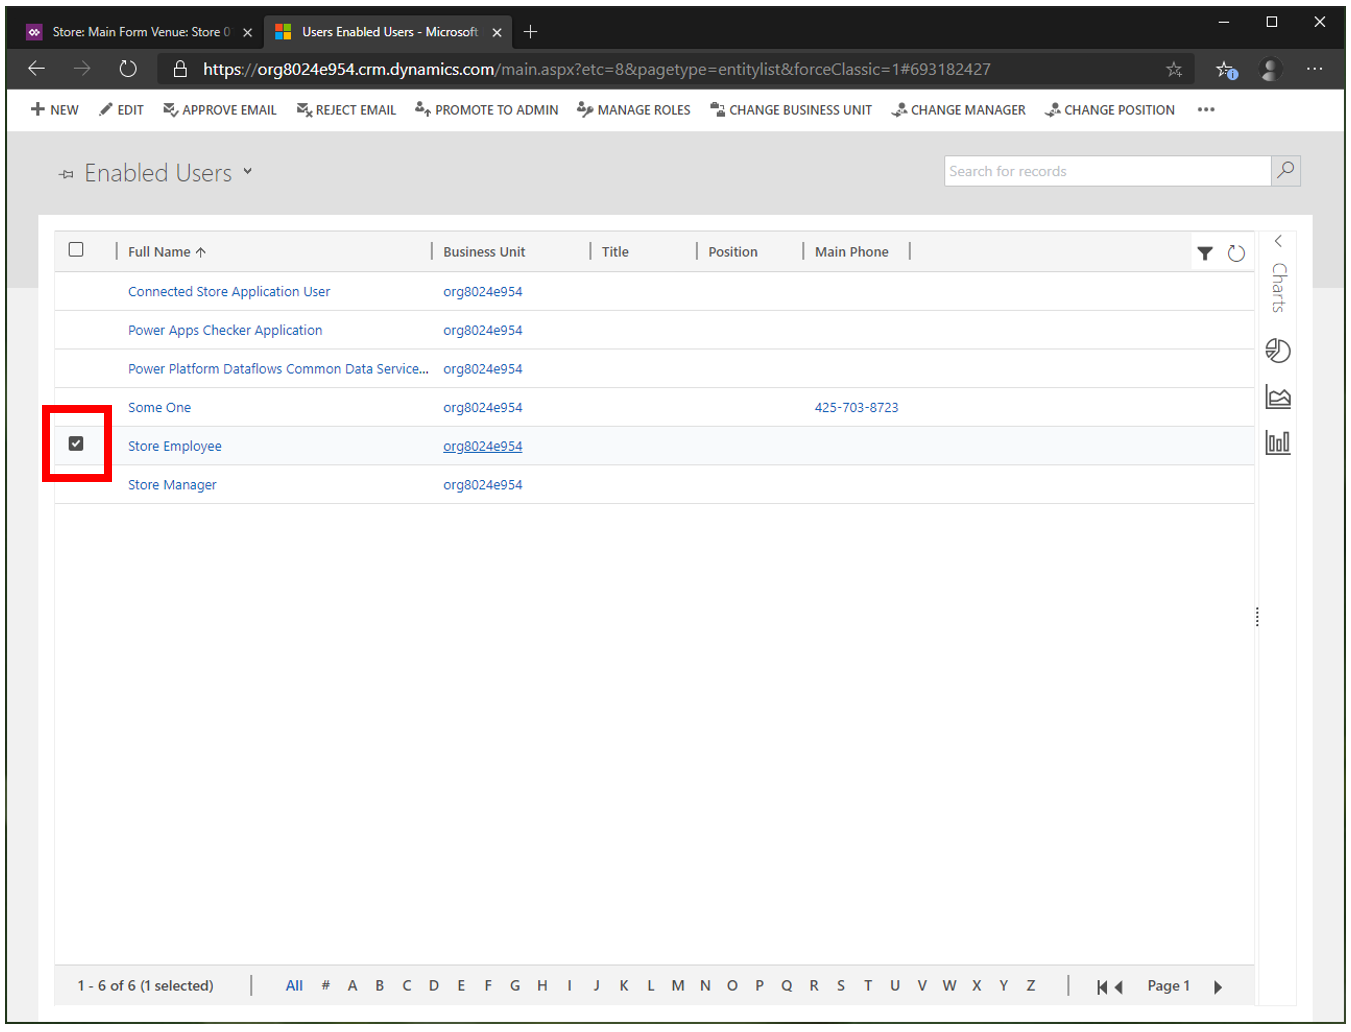 Store: Main Form Venue: Store 0
Users Enabled Users - Microsoft
https://org8024e954.crm.dynamics.com/main.aspx?etc=8&pagetype=entitylist&forceClassic=1#693182427
NEW EDIT APPROVE EMAIL REJECT EMAIL PROMOTE TO ADMIN MANAGE ROLES CHANGE BUSINESS UNIT CHANGE MANAGER CHANGE POSITION
Enabled Users
Search for records
Full Name Business Unit Title Position Main Phone
Charts
Connected Store Application User org8024e954
Power Apps Checker Application org8024e954
Power Platform Dataflows Common Data Service... org8024e954
Some One org8024e954 425-703-8723
Store Employee org8024e954
Store Manager org8024e954
1 - 6 of 6 (1 selected) All # A B C D E F G H I J K L M N O P Q R S T U V W X Y Z Page 1